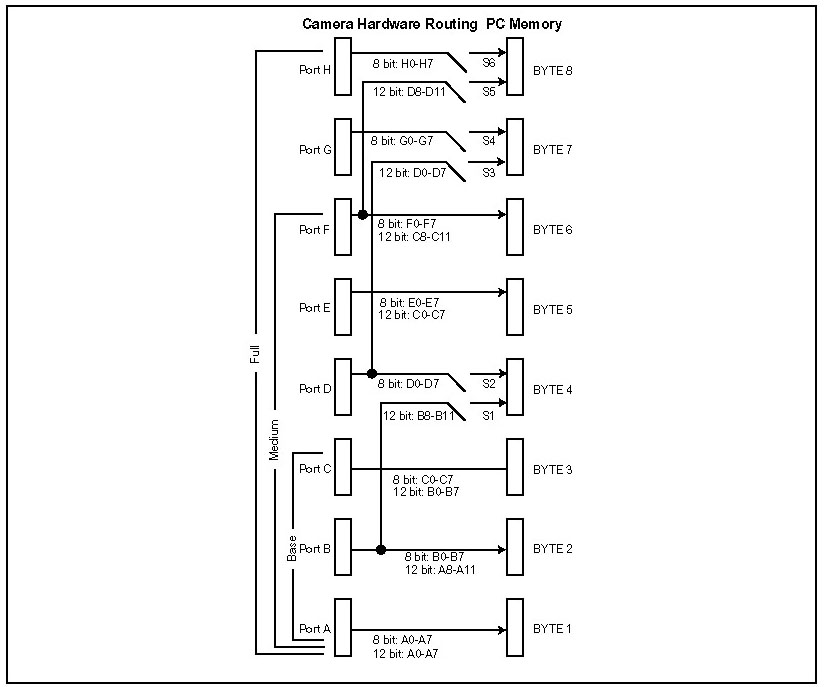 Camera Hardware Routing PC Memory
Port H
8 bit: H0-H7
S6
BYTE 8
12 bit: D8-D11
S5
Port G
8 bit: G0-G7
S4
BYTE 7
12 bit: D0-D7
S3
Port F
8 bit: F0-F7
12 bit: C8-C11
BYTE 6
Port E
8 bit: E0-E7
12 bit: C0-C7
BYTE 5
Full
Port D
8 bit: D0-D7
S2
BYTE 4
12 bit: B8-B11
S1
Medium
Port C
8 bit: C0-C7
12 bit: B0-B7
BYTE 3
Base
Port B
8 bit: B0-B7
12 bit: A8-A11
BYTE 2
Port A
8 bit: A0-A7
12 bit: A0-A7
BYTE 1